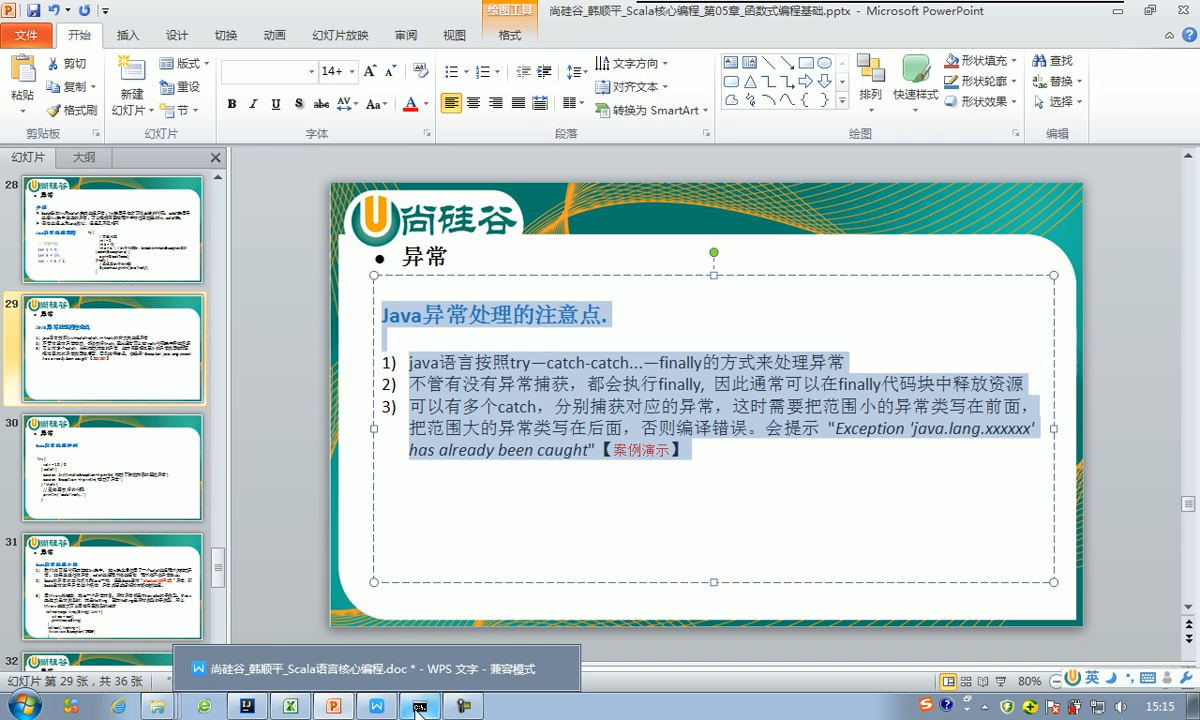 绘图工具
尚硅谷_韩顺平_Scala核心编程_第05章_函数式编程基础.pptx - Microsoft PowerPoint
文件 开始 插入 设计 切换 动画 幻灯片放映 审阅 视图 格式
粘贴 剪切 复制 格式刷 剪贴板
新建 幻灯片 版式 重设 节 幻灯片
14+ A A B I U S abc AV Aa A 字体
文字方向 对齐文本 转换为 SmartArt 段落
排列 快速样式 形状填充 形状轮廓 形状效果 绘图
查找 替换 选择 编辑
幻灯片 大纲
28
29
30
31
32
尚硅谷
• 异常
Java异常处理的注意点.
1) java语言按照try—catch-catch...—finally的方式来处理异常
2) 不管有没有异常捕获，都会执行finally, 因此通常可以在finally代码块中释放资源
3) 可以有多个catch，分别捕获对应的异常，这时需要把范围小的异常类写在前面，
把范围大的异常类写在后面，否则编译错误。会提示 "Exception 'java.lang.xxxxxx'
has already been caught"【案例演示】
尚硅谷_韩顺平_Scala语言核心编程.doc * - WPS 文字 - 兼容模式
幻灯片 第 29 张，共 36 张
80%
英
15:15